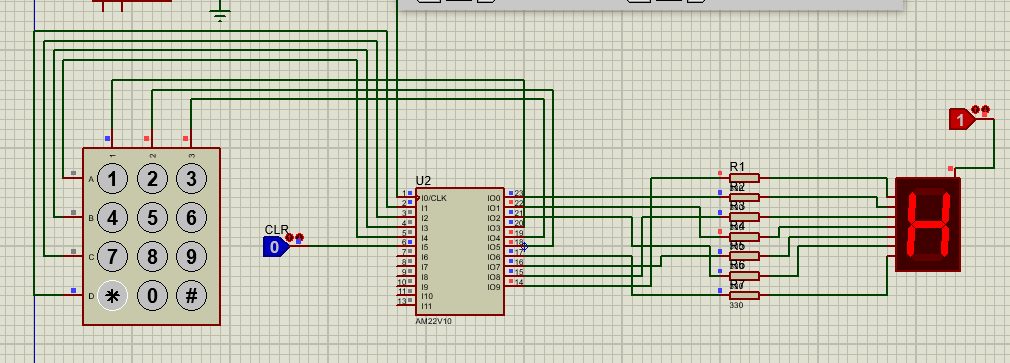 1
1 2 3
A 1 2 3
B 4 5 6
C 7 8 9
D * 0 #
CLR
0
U2
1 I0/CLK IO0 23
2 I1 IO1 22
3 I2 IO2 21
4 I3 IO3 20
5 I4 IO4 19
6 I5 IO5 18
7 I6 IO6 17
8 I7 IO7 16
9 I8 IO8 15
10 I9 IO9 14
11 I10
13 I11
AM22V10
R1
R2
R3
R4
R5
R6
R7
330
H